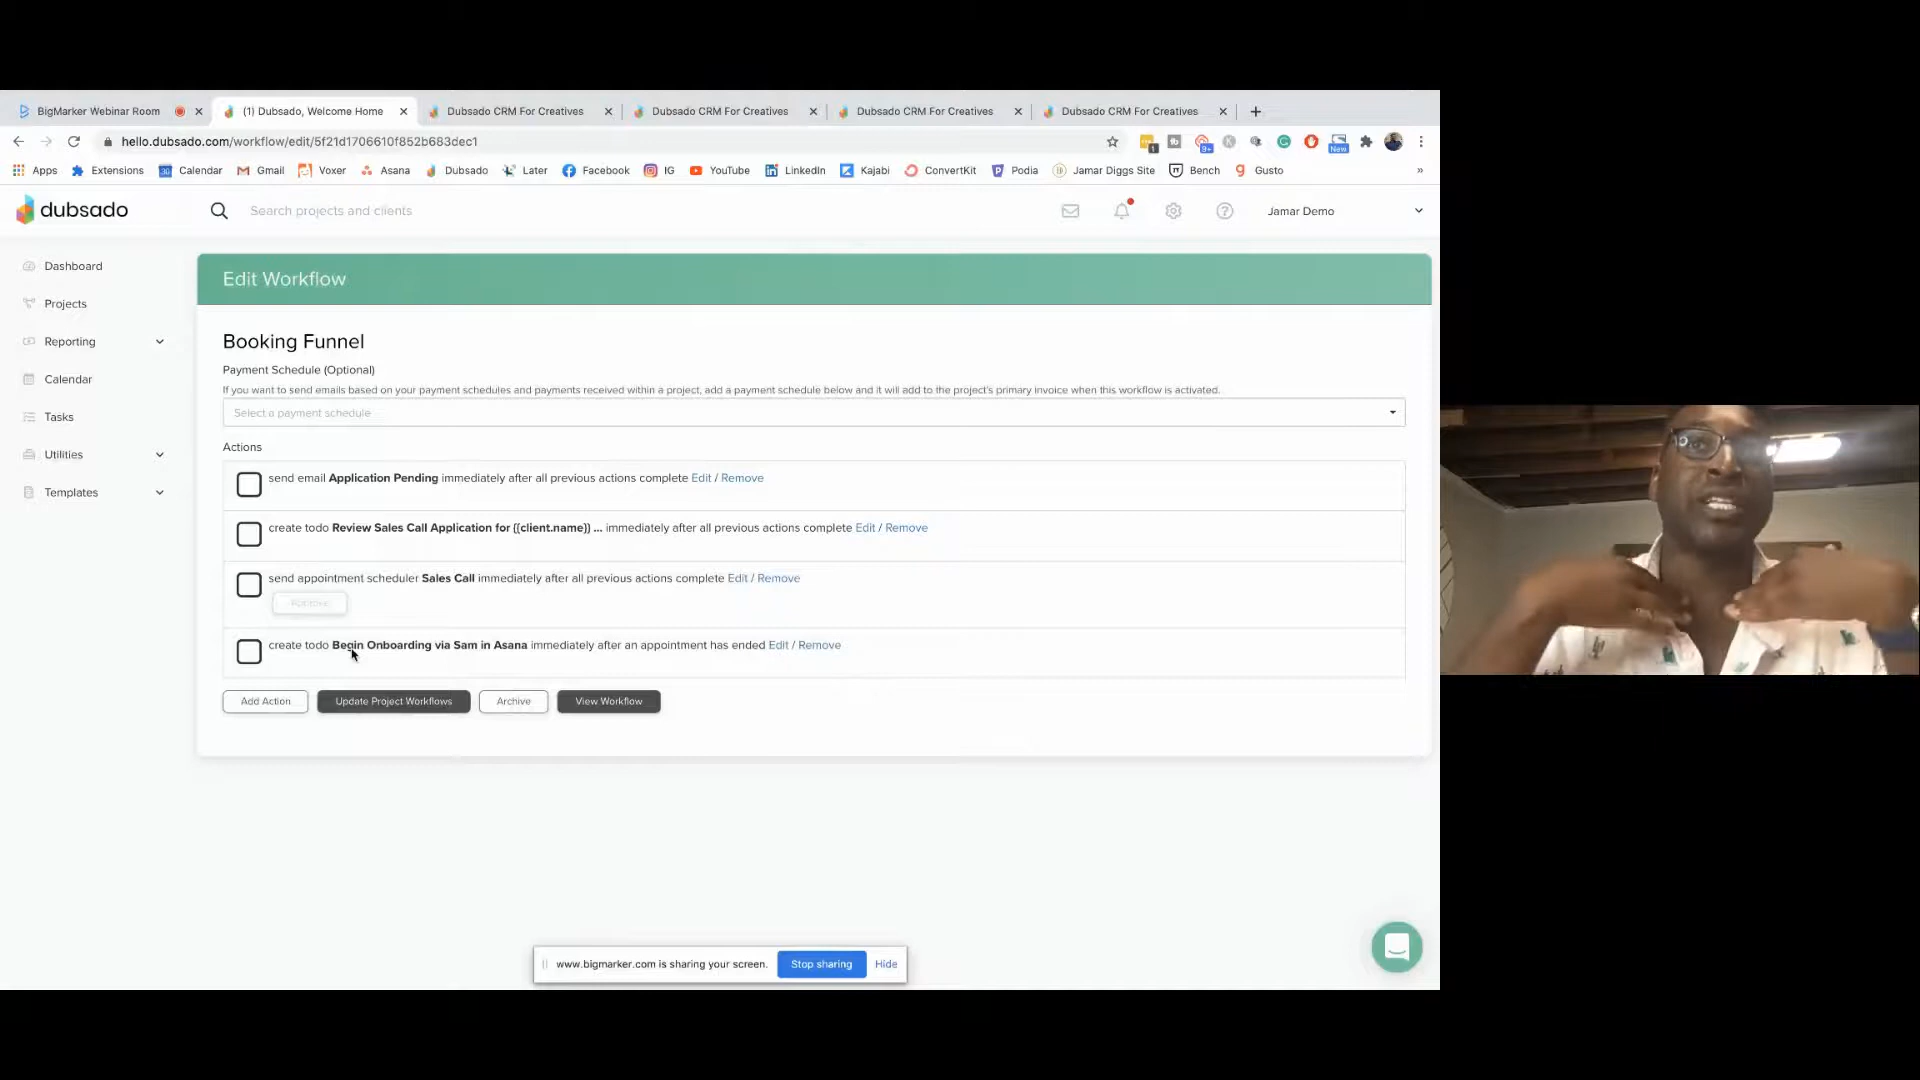 BigMarker Webinar Room
(1) Dubsado, Welcome Home
Dubsado CRM For Creatives
Dubsado CRM For Creatives
Dubsado CRM For Creatives
Dubsado CRM For Creatives
hello.dubsado.com/workflow/edit/5f21d1706610f852b683dec1
1
9+
New
Apps
Extensions
Calendar
Gmail
Voxer
Asana
Dubsado
Later
Facebook
IG
YouTube
LinkedIn
Kajabi
ConvertKit
Podia
Jamar Diggs Site
Bench
Gusto
»
dubsado
Search projects and clients
Jamar Demo
Dashboard
Projects
Reporting
Calendar
Tasks
Utilities
Templates
Edit Workflow
Booking Funnel
Payment Schedule (Optional)
If you want to send emails based on your payment schedules and payments received within a project, add a payment schedule below and it will add to the project's primary invoice when this workflow is activated.
Select a payment schedule
Actions
send email Application Pending immediately after all previous actions complete Edit / Remove
create todo Review Sales Call Application for {{client.name}} ... immediately after all previous actions complete Edit / Remove
send appointment scheduler Sales Call immediately after all previous actions complete Edit / Remove
create todo Begin Onboarding via Sam in Asana immediately after an appointment has ended Edit / Remove
Add Action
Update Project Workflows
Archive
View Workflow
www.bigmarker.com is sharing your screen.
Stop sharing
Hide